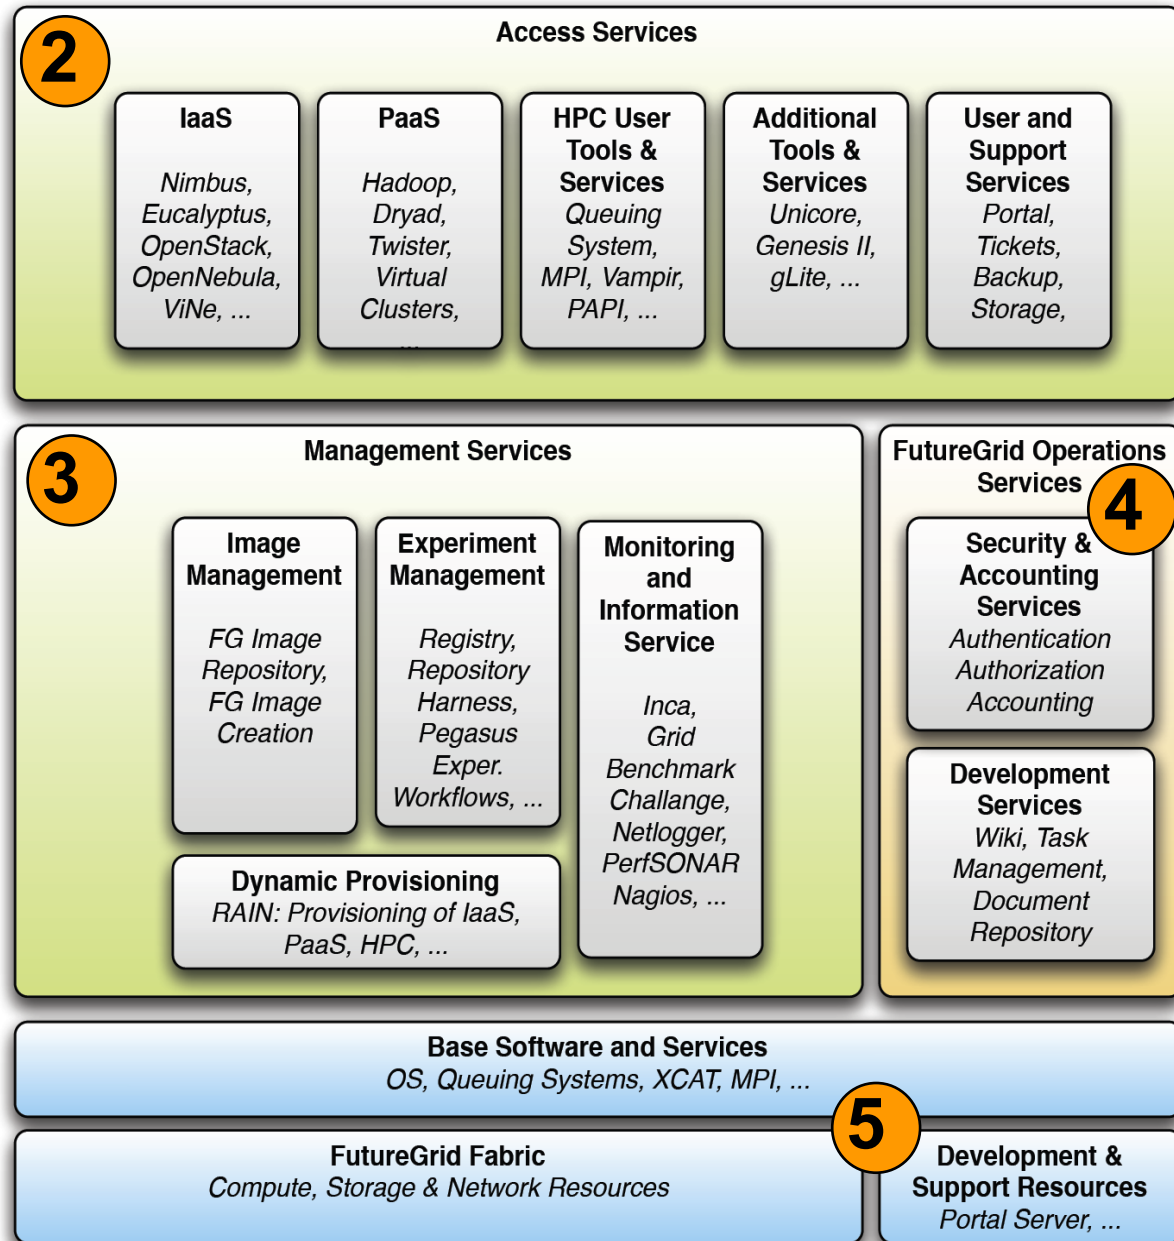 2
Access Services
IaaS
Nimbus,
Eucalyptus,
OpenStack,
OpenNebula,
ViNe, ...
PaaS
Hadoop,
Dryad,
Twister,
Virtual
Clusters,
...
HPC User
Tools &
Services
Queuing
System,
MPI, Vampir,
PAPI, ...
Additional
Tools &
Services
Unicore,
Genesis II,
gLite, ...
User and
Support
Services
Portal,
Tickets,
Backup,
Storage,
3
Management Services
Image
Management
FG Image
Repository,
FG Image
Creation
Experiment
Management
Registry,
Repository
Harness,
Pegasus
Exper.
Workflows, ...
Monitoring
and
Information
Service
Inca,
Grid
Benchmark
Challange,
Netlogger,
PerfSONAR
Nagios, ...
Dynamic Provisioning
RAIN: Provisioning of IaaS,
PaaS, HPC, ...
FutureGrid Operations
Services
4
Security &
Accounting
Services
Authentication
Authorization
Accounting
Development
Services
Wiki, Task
Management,
Document
Repository
Base Software and Services
OS, Queuing Systems, XCAT, MPI, ...
5
FutureGrid Fabric
Compute, Storage & Network Resources
Development &
Support Resources
Portal Server, ...